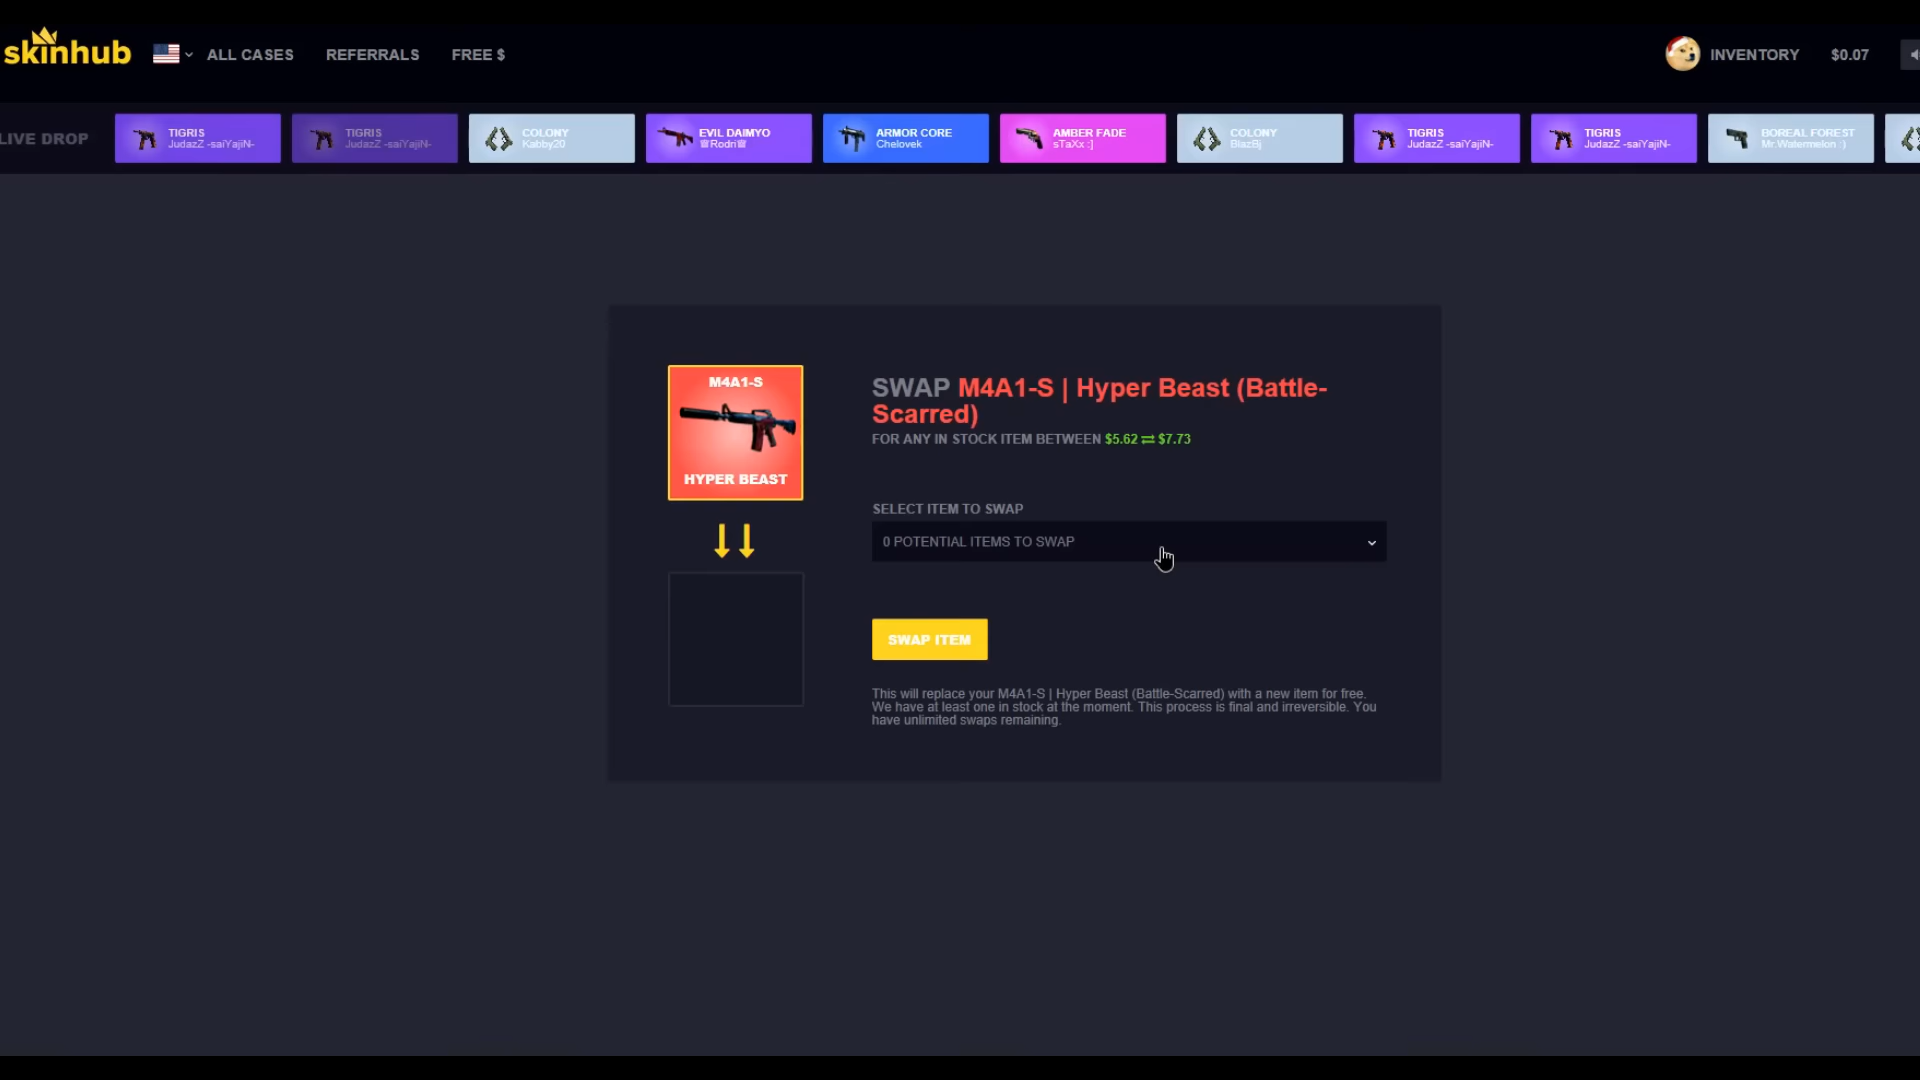 skinhub
ALL CASES
REFERRALS
FREE $
INVENTORY
$0.07
LIVE DROP
TIGRIS
JudazZ -saiYajiN-
TIGRIS
JudazZ -saiYajiN-
COLONY
Kabby20
EVIL DAIMYO
♕Rodri♕
ARMOR CORE
Chelovek
AMBER FADE
sTaXx :]
COLONY
BlazBj
TIGRIS
JudazZ -saiYajiN-
TIGRIS
JudazZ -saiYajiN-
BOREAL FOREST
Mr.Watermelon :)
M4A1-S
HYPER BEAST
SWAP M4A1-S | Hyper Beast (Battle-
Scarred)
FOR ANY IN STOCK ITEM BETWEEN $5.62 ⇄ $7.73
SELECT ITEM TO SWAP
0 POTENTIAL ITEMS TO SWAP
SWAP ITEM
This will replace your M4A1-S | Hyper Beast (Battle-Scarred) with a new item for free.
We have at least one in stock at the moment. This process is final and irreversible. You
have unlimited swaps remaining.